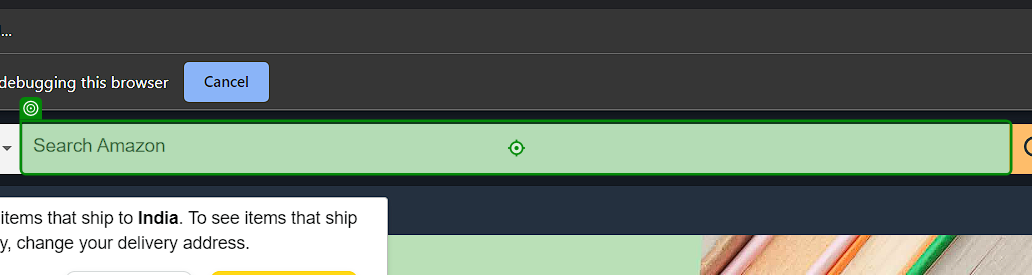 ...
debugging this browser Cancel
Search Amazon
items that ship to India. To see items that ship
y, change your delivery address.